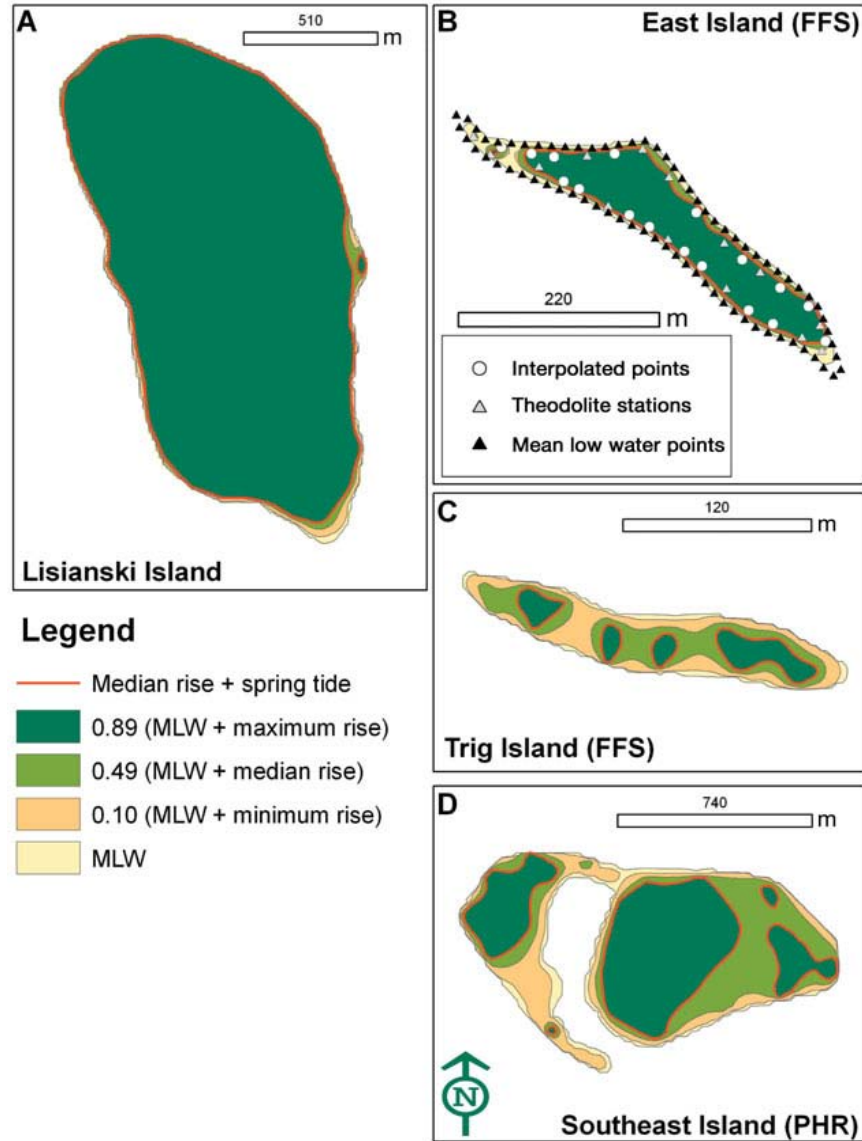 A
510
m
Lisianski Island
B
East Island (FFS)
220
m
Interpolated points
Theodolite stations
Mean low water points
C
120
m
Trig Island (FFS)
Legend
Median rise + spring tide
0.89 (MLW + maximum rise)
0.49 (MLW + median rise)
0.10 (MLW + minimum rise)
MLW
D
740
m
N
Southeast Island (PHR)